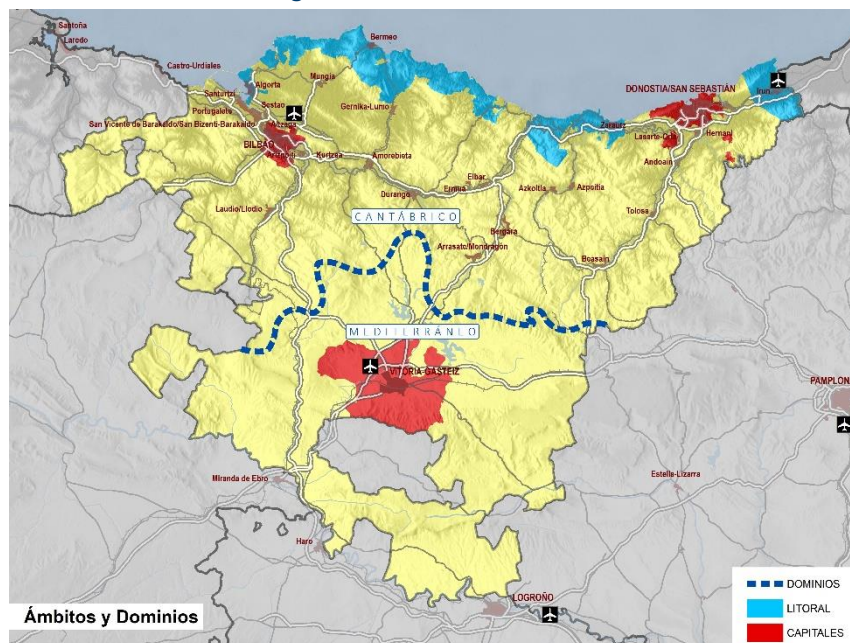 Santoña
Laredo
Castro-Urdiales
Bermeo
Algorta
Mungia
Santurtzi
Sestao
Gernika-Lumo
Portugalete
San Vicente de Barakaldo/San Bizenti-Barakaldo
BILBAO
Kurtzea
Amorebieta
DONOSTIA/SAN SEBASTIÁN
Irun
Zarautz
Lasarte-Oria
Hernani
Andoain
Eibar
Ermua
Durango
Azkoitia
Azpeitia
Laudio/Llodio
Tolosa
CANTÁBRICO
Bergara
Arrasate/Mondragón
Beasain
MEDITERRÁNEO
VITORIA-GASTEIZ
PAMPLONA
Miranda de Ebro
Estella-Lizarra
Haro
LOGROÑO
DOMINIOS
LITORAL
CAPITALES
Ámbitos y Dominios